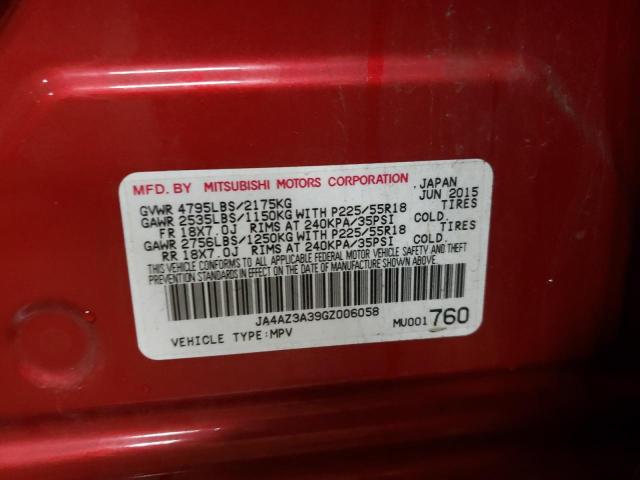 MFD. BY MITSUBISHI MOTORS CORPORATION JAPAN
JUN 2015
GVWR 4795LBS/2175KG
GAWR 2535LBS/1150KG WITH P225/55R18 TIRES
FR 18X7.0J RIMS AT 240KPA/35PSI COLD.
GAWR 2756LBS/1250KG WITH P225/55R18 TIRES
RR 18X7.0J RIMS AT 240KPA/35PSI COLD.
THIS VEHICLE CONFORMS TO ALL APPLICABLE FEDERAL MOTOR VEHICLE SAFETY AND THEFT
PREVENTION STANDARDS IN EFFECT ON THE DATE OF MANUFACTURE SHOWN ABOVE.
JA4AZ3A39GZ006058
VEHICLE TYPE:MPV MU001 760